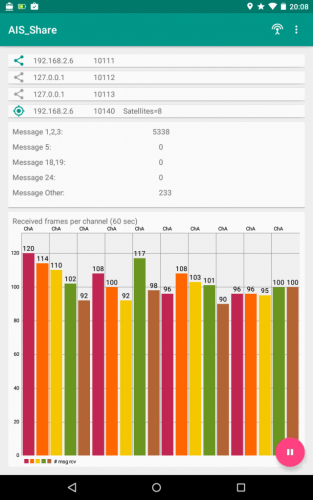 20:08
AIS_Share
192.168.2.6 10111
127.0.0.1 10112
127.0.0.1 10113
192.168.2.6 10140 Satellites=8
Message 1,2,3: 5338
Message 5: 0
Message 18,19: 0
Message 24: 0
Message Other: 233
Received frames per channel (60 sec)
ChA ChA ChA ChA ChA ChA ChA ChA ChA ChA
120 114 110 102 92 108 100 92 117 98 96 108 103 101 90 96 96 95 100 100
120
100
80
60
40
20
0
# msg rcv